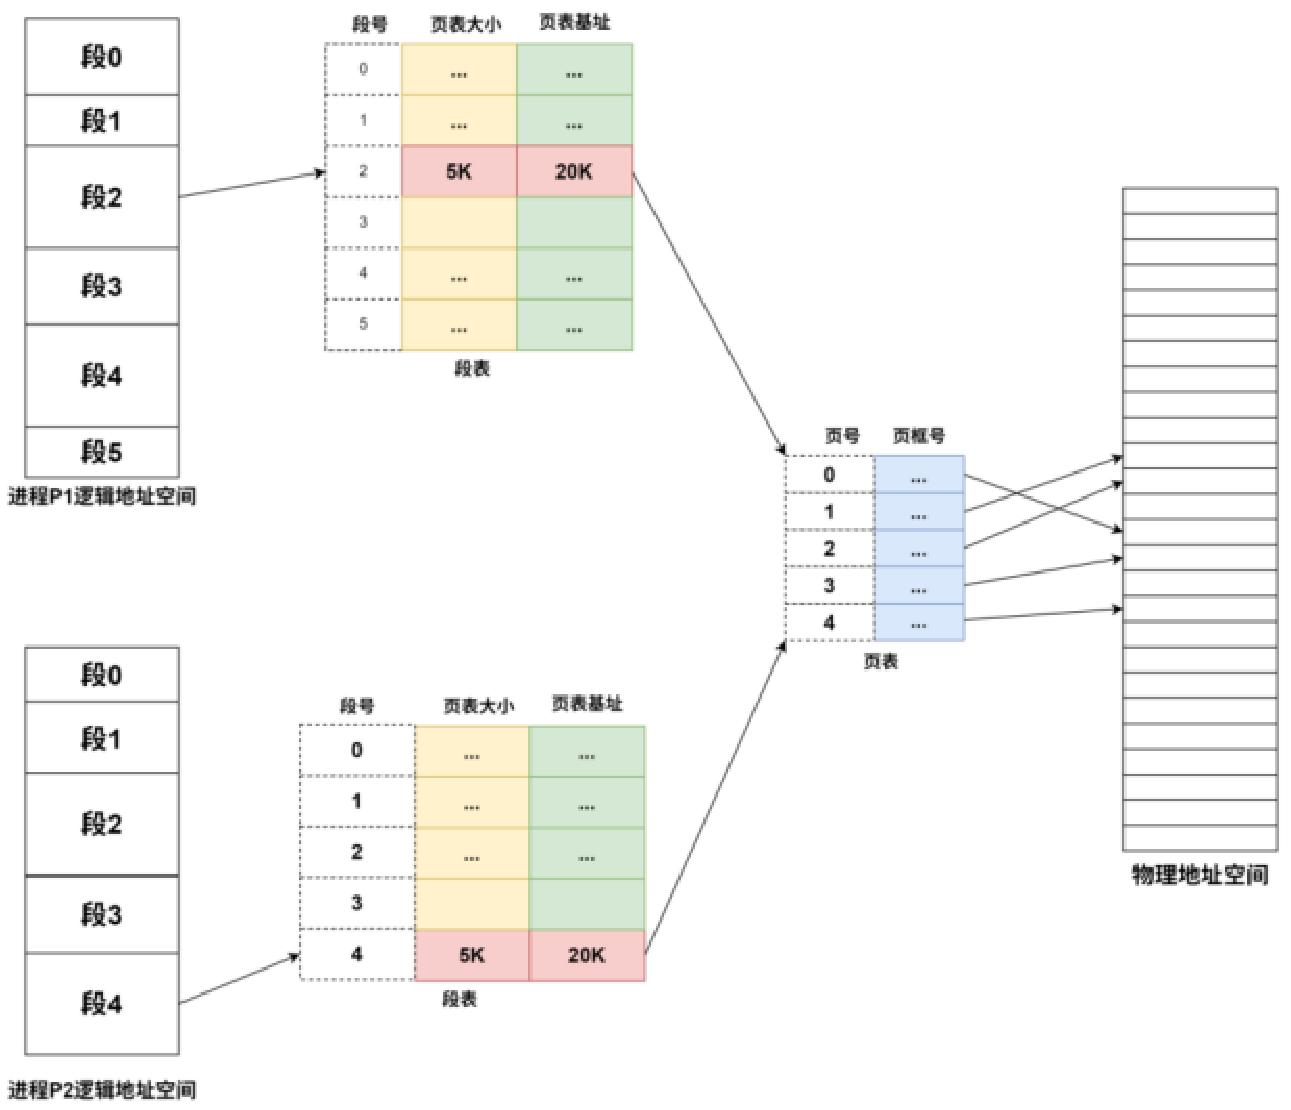 段0
段1
段2
段3
段4
段5
进程P1逻辑地址空间
段号 页表大小 页表基址
0 ... ...
1 ... ...
2 5K 20K
3
4 ... ...
5 ... ...
段表
页号 页框号
0 ...
1 ...
2 ...
3 ...
4 ...
页表
物理地址空间
段0
段1
段2
段3
段4
进程P2逻辑地址空间
段号 页表大小 页表基址
0 ... ...
1 ... ...
2 ... ...
3
4 5K 20K
段表